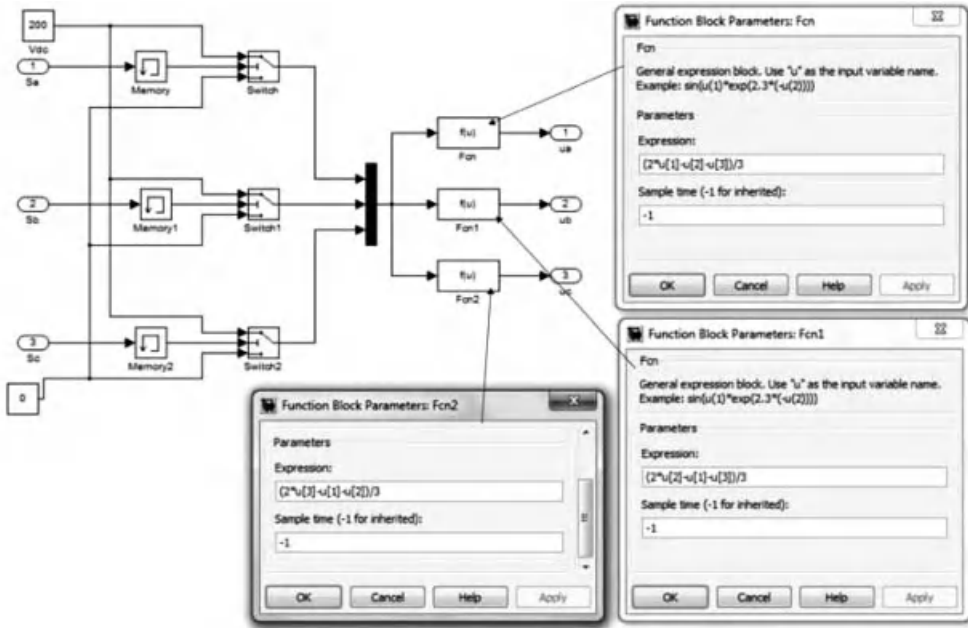 200
Vdc
1
Sa
Memory
Switch
2
Sb
Memory1
Switch1
3
Sc
Memory2
Switch2
0
f(u)
Fcn
1
ua
f(u)
Fcn1
2
ub
f(u)
Fcn2
3
uc
Function Block Parameters: Fcn
Fcn
General expression block. Use "u" as the input variable name.
Example: sin(u(1)*exp(2.3*(-u(2))))
Parameters
Expression:
(2*u[1]-u[2]-u[3])/3
Sample time (-1 for inherited):
-1
OK Cancel Help Apply
Function Block Parameters: Fcn1
Fcn
General expression block. Use "u" as the input variable name.
Example: sin(u(1)*exp(2.3*(-u(2))))
Parameters
Expression:
(2*u[2]-u[1]-u[3])/3
Sample time (-1 for inherited):
-1
OK Cancel Help Apply
Function Block Parameters: Fcn2
Parameters
Expression:
(2*u[3]-u[1]-u[2])/3
Sample time (-1 for inherited):
-1
OK Cancel Help Apply